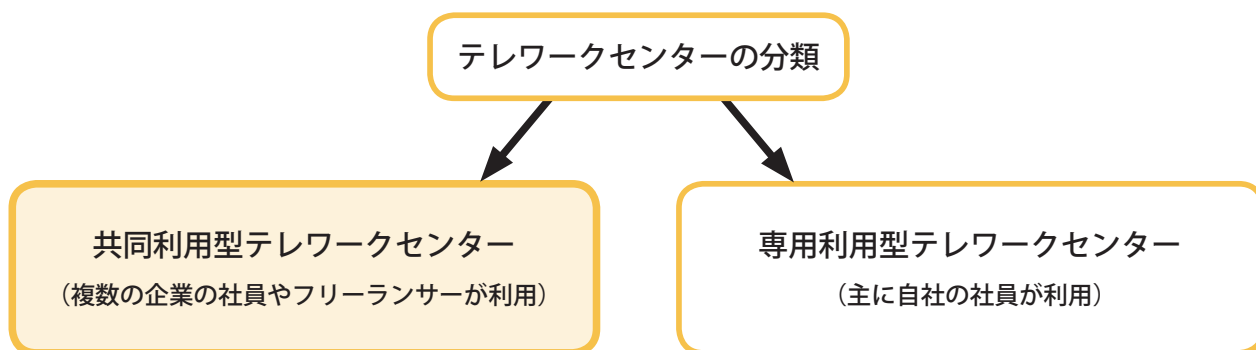 テレワークセンターの分類
共同利用型テレワークセンター
（複数の企業の社員やフリーランサーが利用）
専用利用型テレワークセンター
（主に自社の社員が利用）